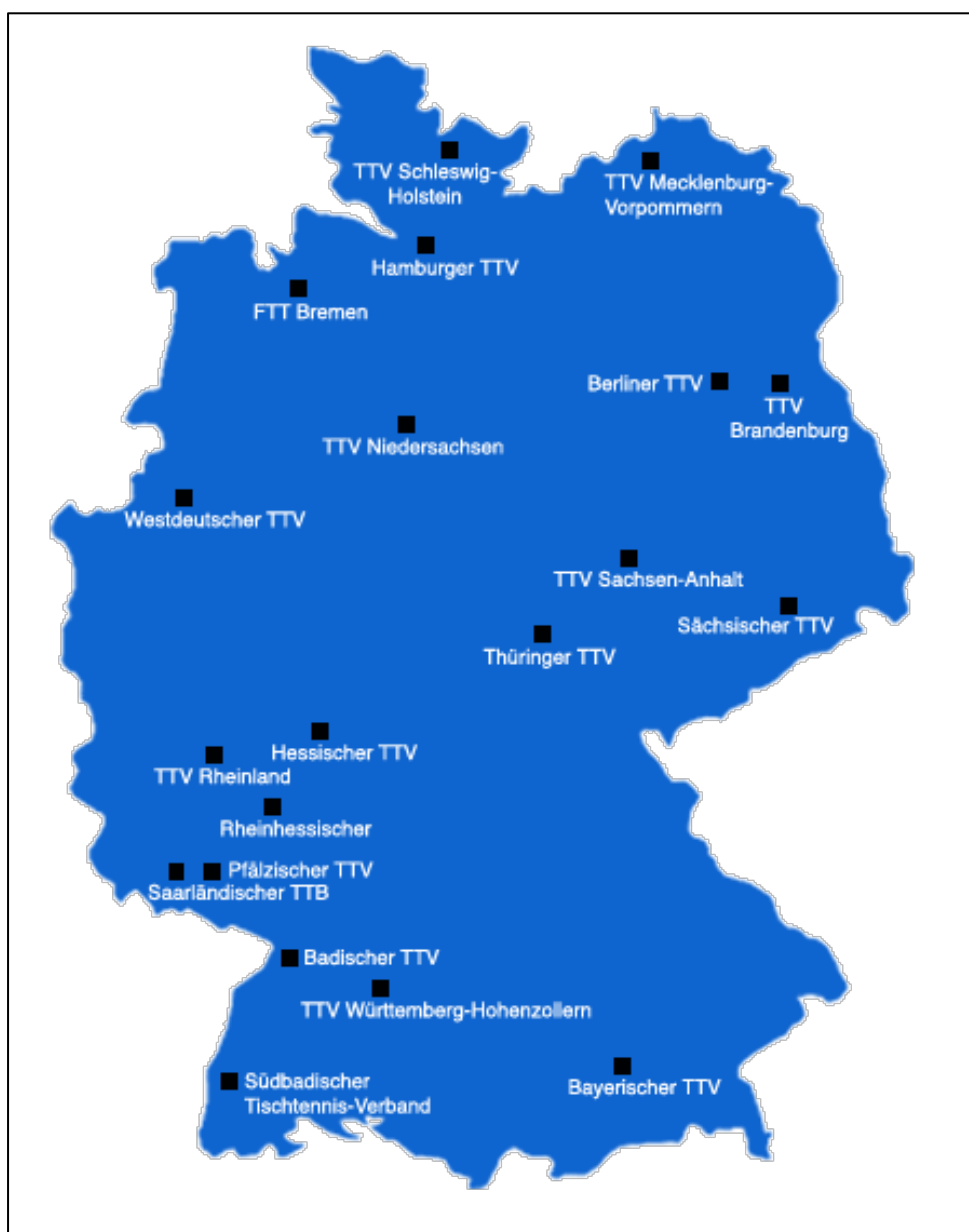 TTV Schleswig-
Holstein
TTV Mecklenburg-
Vorpommern
Hamburger TTV
FTT Bremen
Berliner TTV
TTV
Brandenburg
TTV Niedersachsen
Westdeutscher TTV
TTV Sachsen-Anhalt
Sächsischer TTV
Thüringer TTV
Hessischer TTV
TTV Rheinland
Rheinhessischer
Pfälzischer TTV
Saarländischer TTB
Badischer TTV
TTV Württemberg-Hohenzollern
Südbadischer
Tischtennis-Verband
Bayerischer TTV